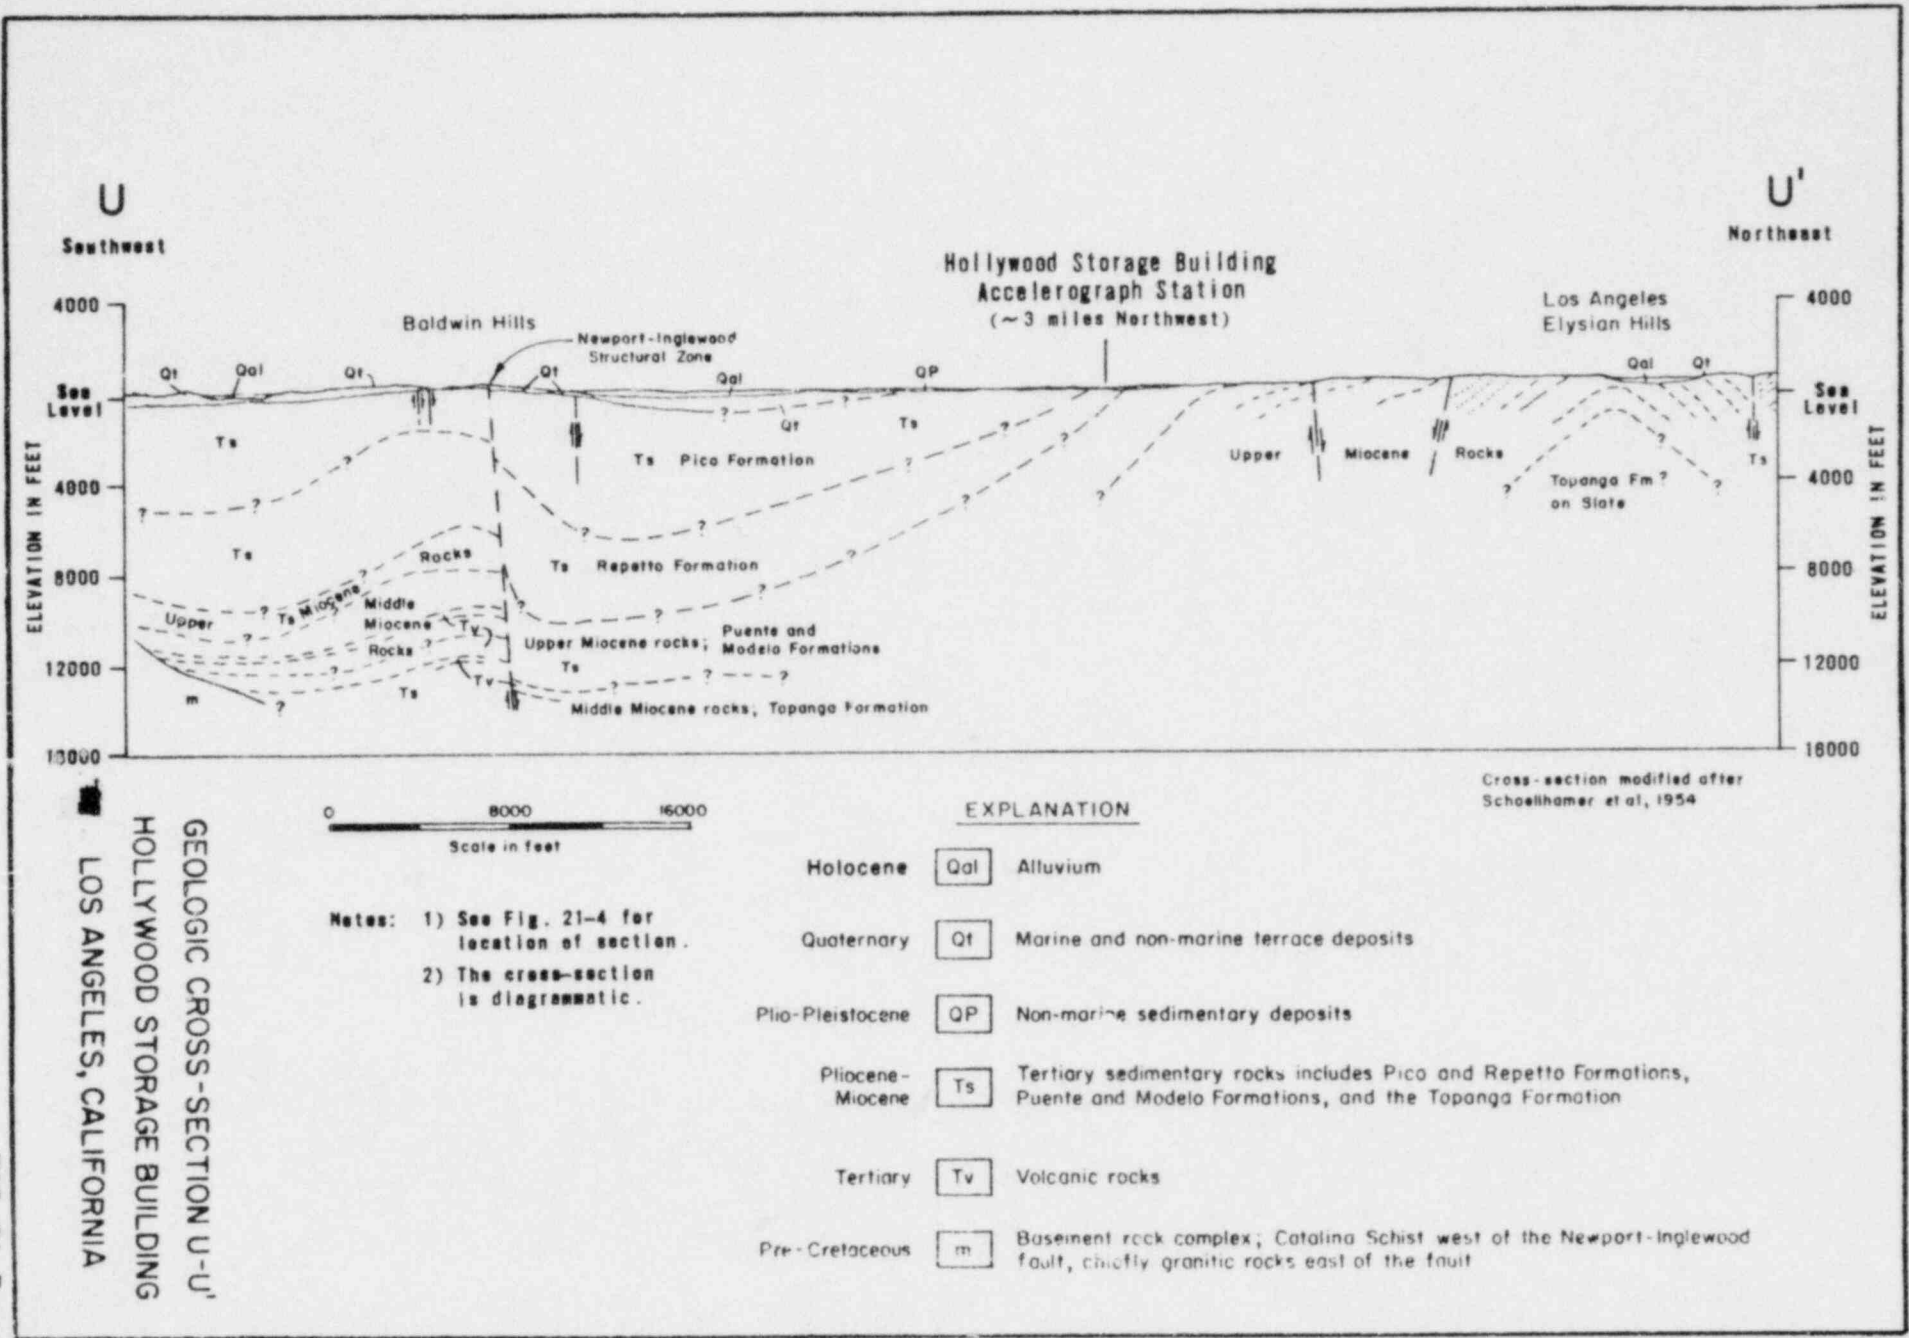 U
Southwest
U'
Northeast
Hollywood Storage Building
Accelerograph Station
(~3 miles Northwest)
Los Angeles
Elysian Hills
Baldwin Hills
Newport-Inglewood
Structural Zone
4000
Sea
Level
4000
8000
12000
ELEVATION IN FEET
4000
Sea
Level
4000
8000
12000
16000
ELEVATION IN FEET
Qt
Qal
Qt
Qt
Qal
QP
Qal
Qt
Ts
?
?
?
Ts Pico Formation
?
Qt
?
Ts
?
?
?
Upper
Miocene
Rocks
?
Topanga Fm ?
on Slate
?
?
Ts
Ts
?
Rocks
?
?
?
Ts Repetto Formation
?
?
Upper
?
Ts
Miocene
?
Middle
Miocene
Rocks
Tv
?
?
?
?
Upper Miocene rocks;
Puente and
Modelo Formations
Ts
?
?
?
m
?
?
Ts
Tv
Middle Miocene rocks, Topanga Formation
Cross-section modified after
Schoellhamer et al, 1954
GEOLOGIC CROSS-SECTION U-U'
HOLLYWOOD STORAGE BUILDING
LOS ANGELES, CALIFORNIA
0 8000 16000
Scale in feet
Notes: 1) See Fig. 21-4 for
location of section.
2) The cross-section
is diagrammatic.
EXPLANATION
Holocene Qal Alluvium
Quaternary Qt Marine and non-marine terrace deposits
Plio-Pleistocene QP Non-marine sedimentary deposits
Pliocene-
Miocene
Ts
Tertiary sedimentary rocks includes Pico and Repetto Formations,
Puente and Modelo Formations, and the Topanga Formation
Tertiary Tv Volcanic rocks
Pre-Cretaceous m
Basement rock complex; Catalina Schist west of the Newport-Inglewood
fault, chiefly granitic rocks east of the fault